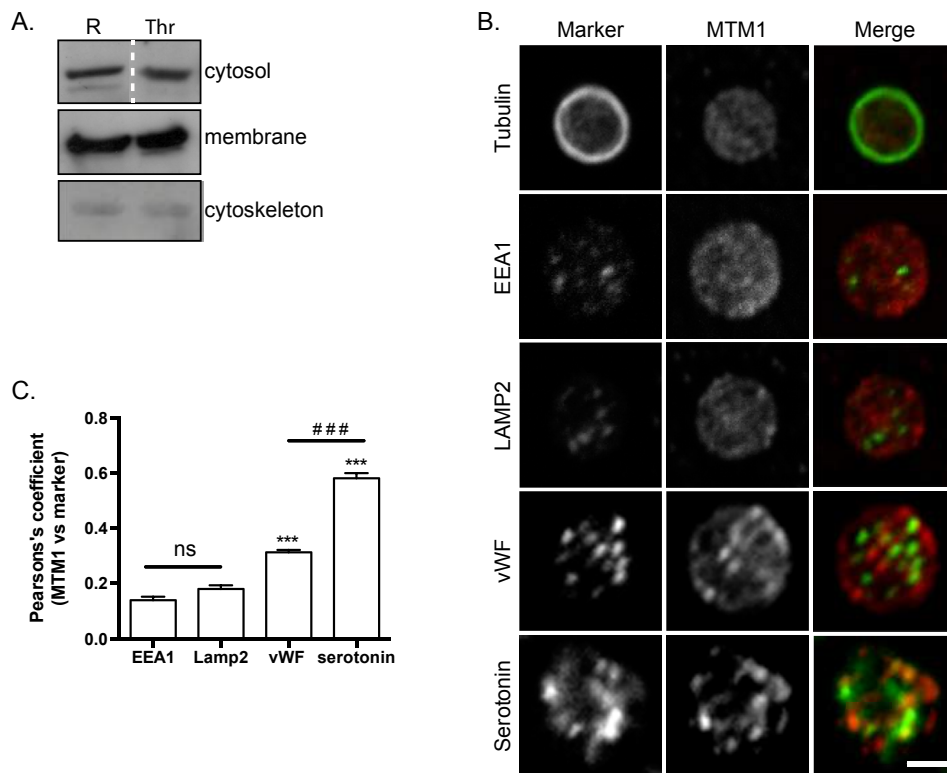 A.
R Thr
cytosol
membrane
cytoskeleton
B.
Marker MTM1 Merge
Tubulin
EEA1
LAMP2
vWF
Serotonin
C.
Pearsons's coefficient
(MTM1 vs marker)
0.8
0.6
0.4
0.2
0.0
ns
***
###
***
EEA1 Lamp2 vWF serotonin